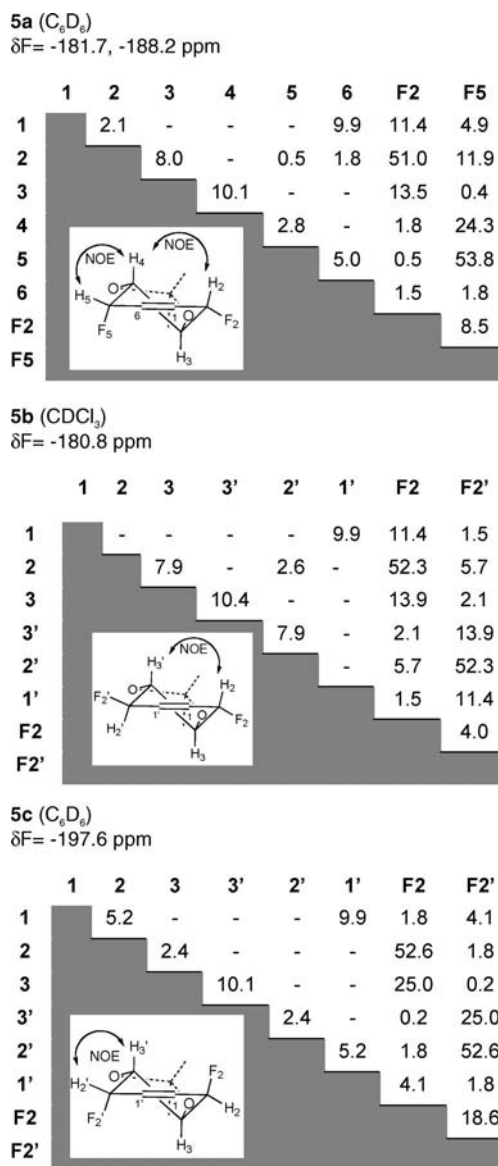 5a (C₆D₆)
δF= -181.7, -188.2 ppm
1 2 3 4 5 6 F2 F5
1 2.1 - - - 9.9 11.4 4.9
2 8.0 - 0.5 1.8 51.0 11.9
3 10.1 - - 13.5 0.4
4 2.8 - 1.8 24.3
5 5.0 0.5 53.8
6 1.5 1.8
F2 8.5
F5
NOE NOE
H₄
O H₂
H₅
F₅ 6 1 O F₂
H₃
5b (CDCl₃)
δF= -180.8 ppm
1 2 3 3' 2' 1' F2 F2'
1 - - - - 9.9 11.4 1.5
2 7.9 - 2.6 - 52.3 5.7
3 10.4 - - 13.9 2.1
3' 7.9 - 2.1 13.9
2' - 5.7 52.3
1' 1.5 11.4
F2 4.0
F2'
NOE
H₃'
O H₂
F₂'
H₂' 1' 1 O F₂
H₃
5c (C₆D₆)
δF= -197.6 ppm
1 2 3 3' 2' 1' F2 F2'
1 5.2 - - - 9.9 1.8 4.1
2 2.4 - - - 52.6 1.8
3 10.1 - - 25.0 0.2
3' 2.4 - 0.2 25.0
2' 5.2 1.8 52.6
1' 4.1 1.8
F2 18.6
F2'
NOE
H₃'
O F₂
H₂'
F₂' 1' 1 O H₂
H₃